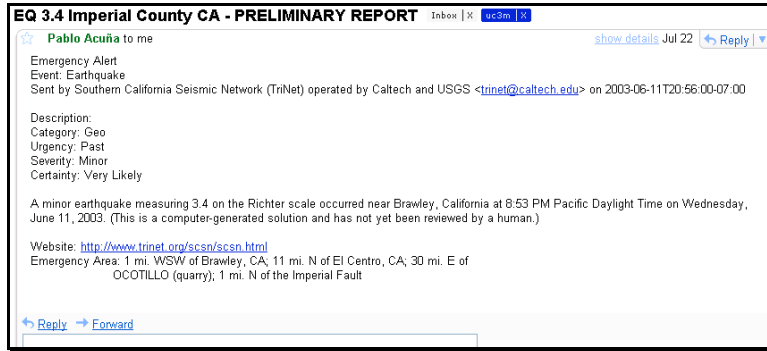 EQ 3.4 Imperial County CA - PRELIMINARY REPORT Inbox | X uc3m | X
Pablo Acuña to me show details Jul 22 Reply
Emergency Alert
Event: Earthquake
Sent by Southern California Seismic Network (TriNet) operated by Caltech and USGS <trinet@caltech.edu> on 2003-06-11T20:56:00-07:00
Description:
Category: Geo
Urgency: Past
Severity: Minor
Certainty: Very Likely
A minor earthquake measuring 3.4 on the Richter scale occurred near Brawley, California at 8:53 PM Pacific Daylight Time on Wednesday,
June 11, 2003. (This is a computer-generated solution and has not yet been reviewed by a human.)
Website: http://www.trinet.org/scsn/scsn.html
Emergency Area: 1 mi. WSW of Brawley, CA; 11 mi. N of El Centro, CA; 30 mi. E of
OCOTILLO (quarry); 1 mi. N of the Imperial Fault
Reply Forward